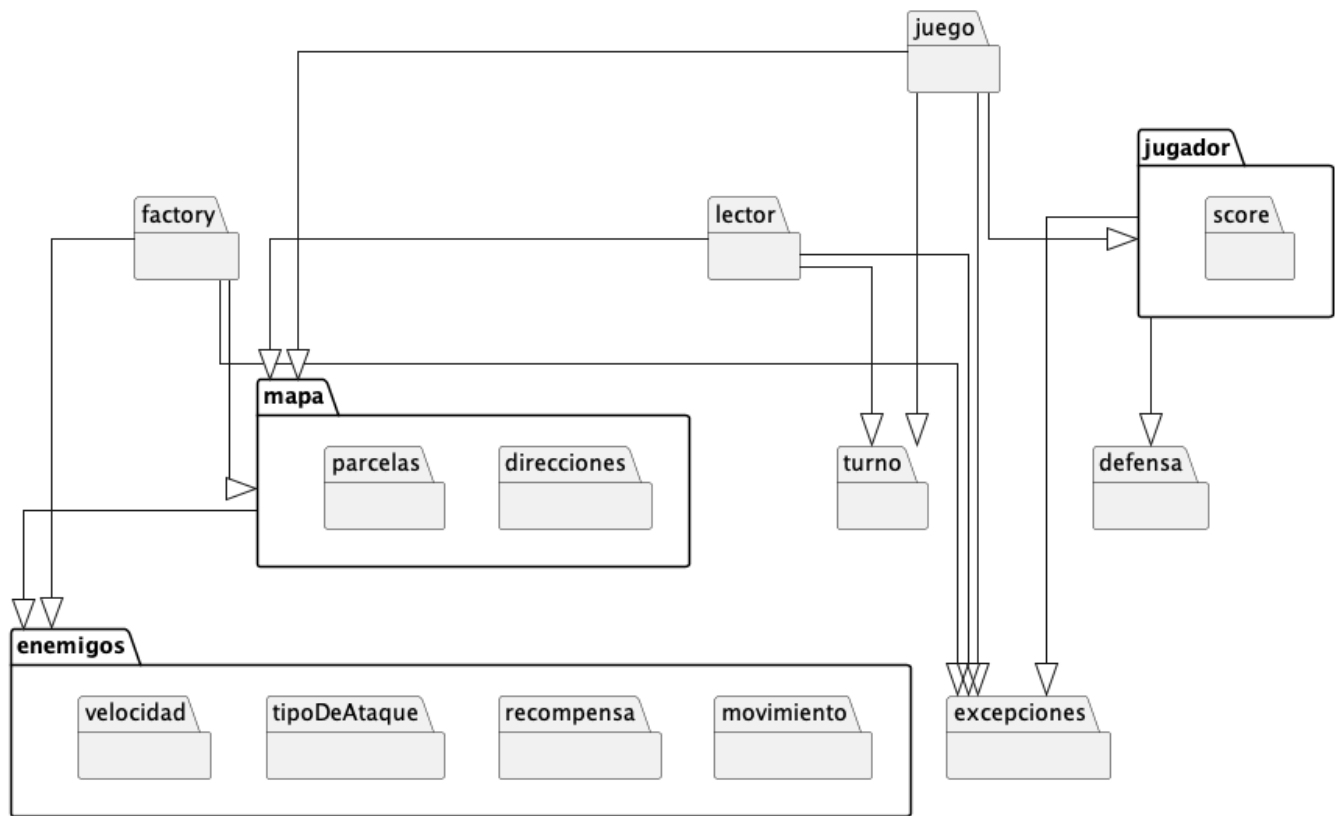 juego
jugador
factory
lector
score
mapa
parcelas
direcciones
turno
defensa
enemigos
velocidad
tipoDeAtaque
recompensa
movimiento
excepciones